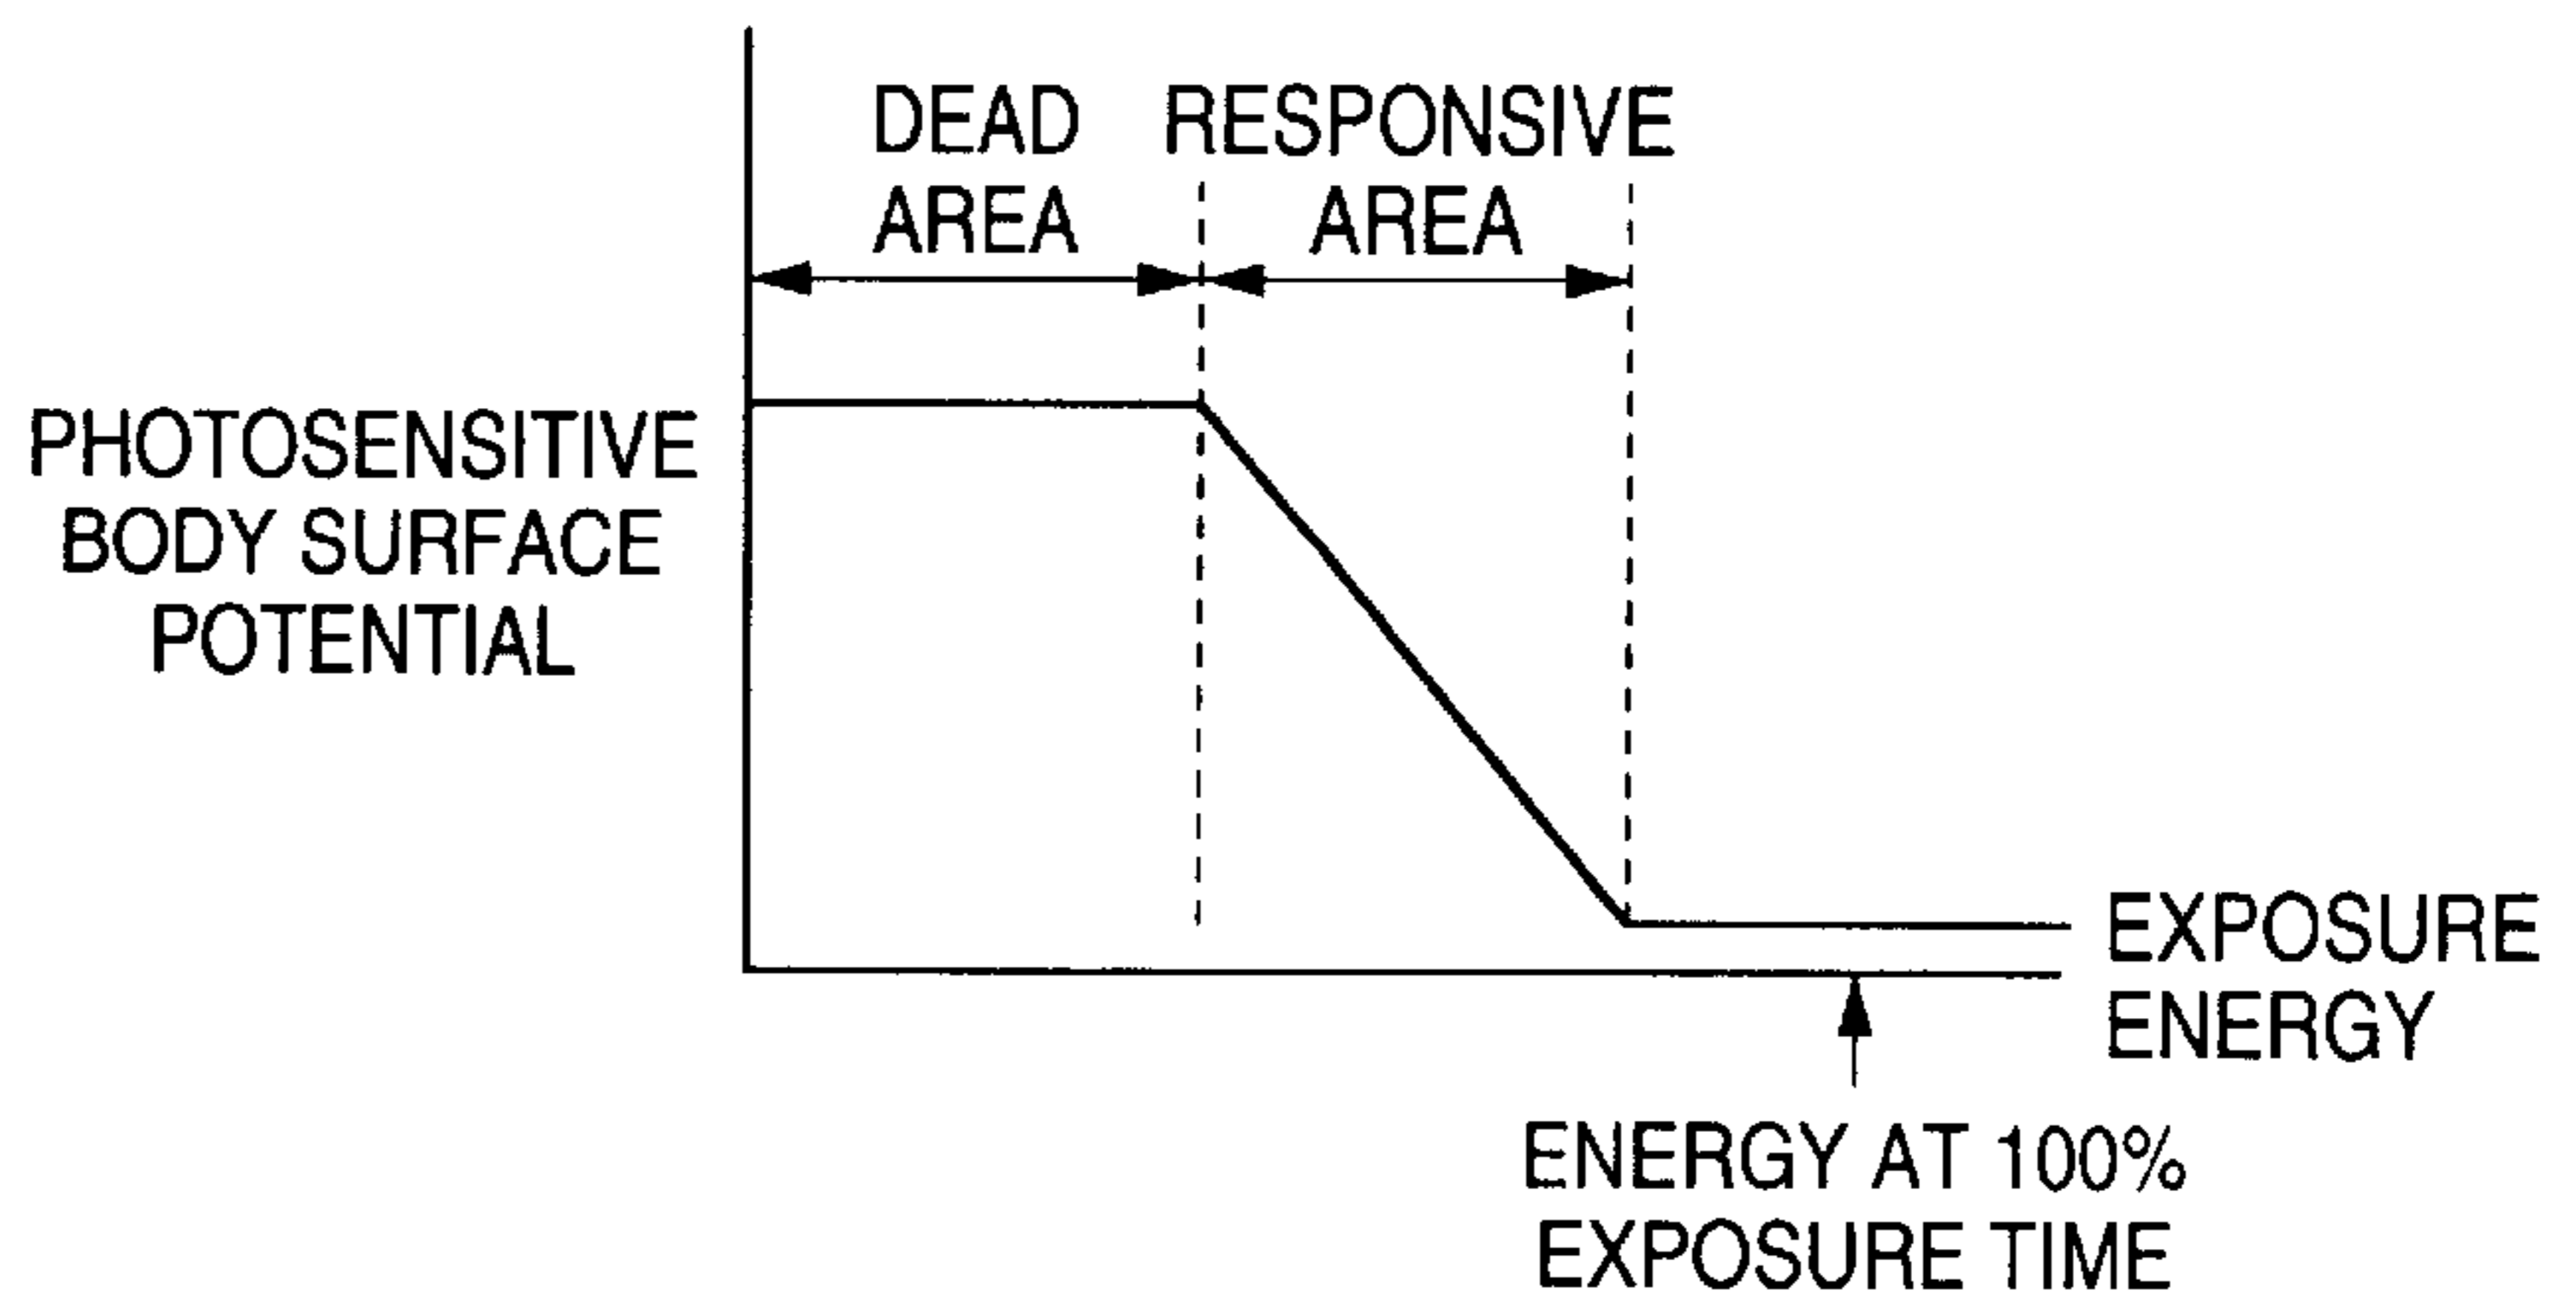 DEAD
AREA
RESPONSIVE
AREA
PHOTOSENSITIVE
BODY SURFACE
POTENTIAL
EXPOSURE
ENERGY
ENERGY AT 100%
EXPOSURE TIME